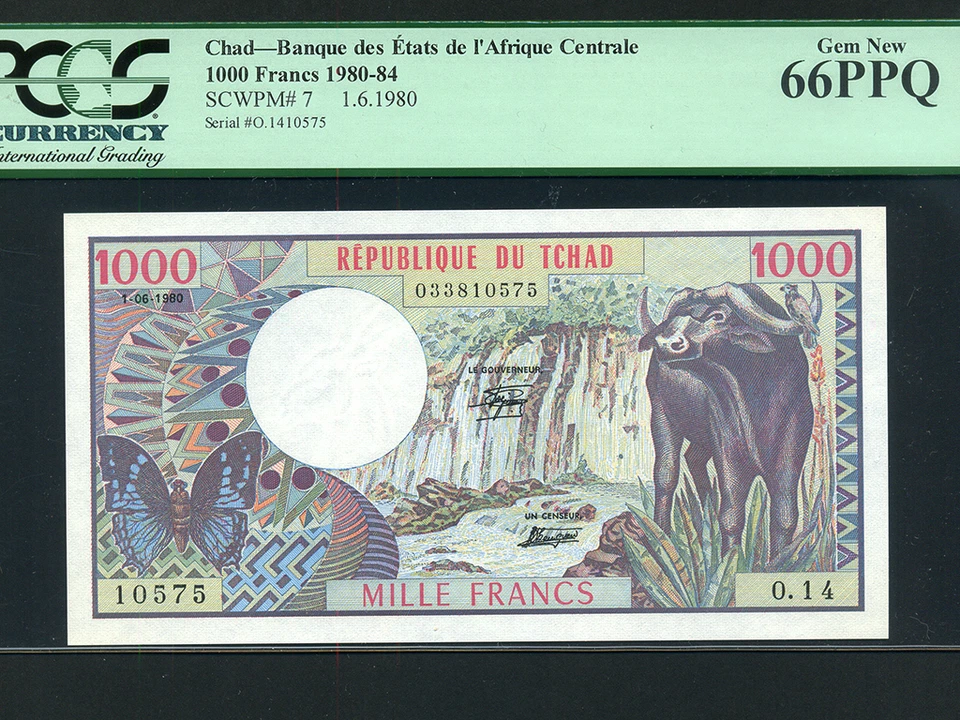 PCGS
CURRENCY
International Grading
Chad—Banque des États de l'Afrique Centrale
1000 Francs 1980-84
SCWPM# 7 1.6.1980
Serial #O.1410575
Gem New
66PPQ
1000
RÉPUBLIQUE DU TCHAD
1000
1-06-1980
033810575
LE GOUVERNEUR,
UN CENSEUR,
10575
MILLE FRANCS
O.14